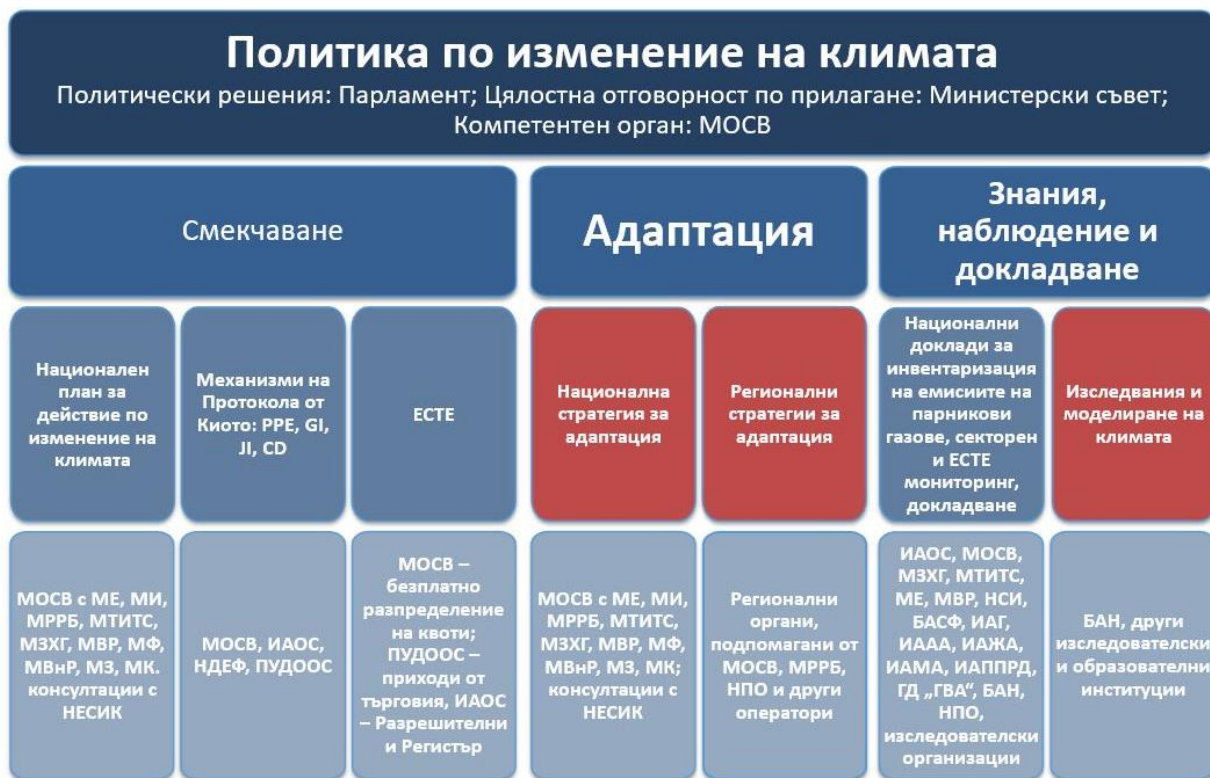 Политика по изменение на климата
Политически решения: Парламент; Цялостна отговорност по прилагане: Министерски съвет;
Компетентен орган: МОСВ
Смекчаване
Адаптация
Знания,
наблюдение и
докладване
Национален
план за
действие по
изменение на
климата
Механизми на
Протокола от
Киото: PPE, GI,
JI, CD
ЕСТЕ
Национална
стратегия за
адаптация
Регионални
стратегии за
адаптация
Национални
доклади за
инвентаризация
на емисиите на
парникови
газове, секторен
и ЕСТЕ
мониторинг,
докладване
Изследвания и
моделиране на
климата
МОСВ с МЕ, МИ,
МРРБ, МТИТС,
МЗХГ, МВР, МФ,
МВнР, МЗ, МК.
консултации с
НЕСИК
МОСВ, ИАОС,
НДЕФ, ПУДООС
МОСВ –
безплатно
разпределение
на квоти;
ПУДООС –
приходи от
търговия, ИАОС
– Разрешителни
и Регистър
МОСВ с МЕ, МИ,
МРРБ, МТИТС,
МЗХГ, МВР, МФ,
МВнР, МЗ, МК;
консултации с
НЕСИК
Регионални
органи,
подпомагани от
МОСВ, МРРБ,
НПО и други
оператори
ИАОС, МОСВ,
МЗХГ, МТИТС,
МЕ, МВР, НСИ,
БАСФ, ИАГ,
ИААА, ИАЖА,
ИАМА, ИАППРД,
ГД „ГВА“, БАН,
НПО,
изследователски
организации
БАН, други
изследователски
и образователни
институции